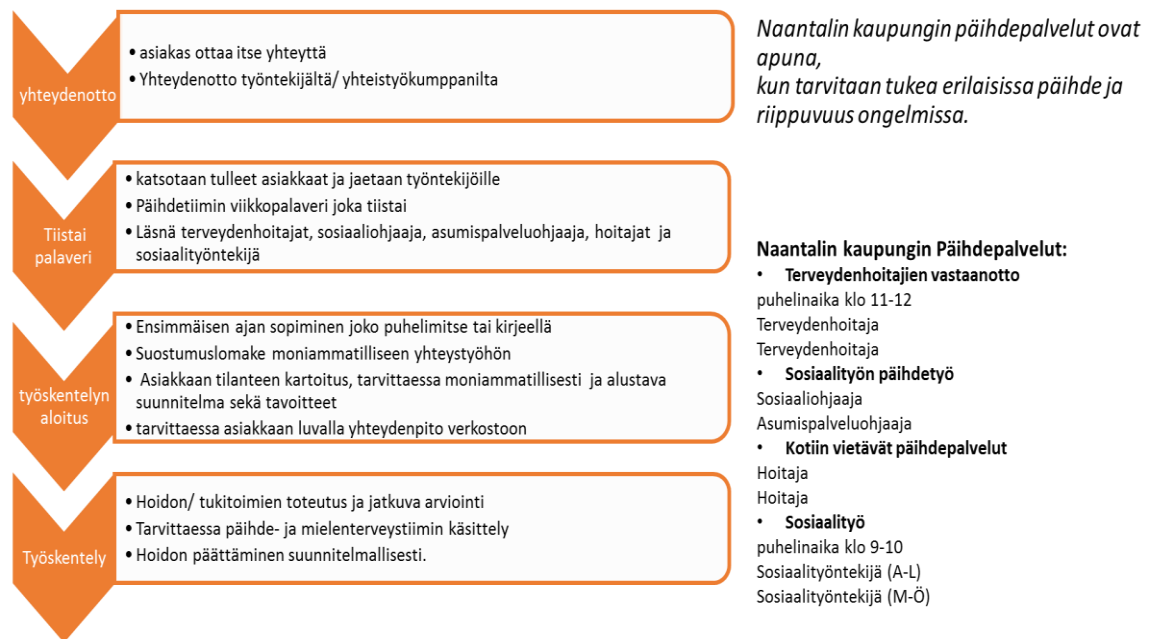 yhteydenotto
• asiakas ottaa itse yhteyttä
• Yhteydenotto työntekijältä/ yhteistyökumppanilta
Tiistai
palaveri
• katsotaan tulleet asiakkaat ja jaetaan työntekijöille
• Päihdetiimin viikkopalaveri joka tiistai
• Läsnä terveydenhoitajat, sosiaaliohjaaja, asumispalveluohjaaja, hoitajat ja
sosiaalityöntekijä
työskentelyn
aloitus
• Ensimmäisen ajan sopiminen joko puhelimitse tai kirjeellä
• Suostumuslomake moniammatilliseen yhteystyöhön
• Asiakkaan tilanteen kartoitus, tarvittaessa moniammatillisesti ja alustava
suunnitelma sekä tavoitteet
• tarvittaessa asiakkaan luvalla yhteydenpito verkostoon
Työskentely
• Hoidon/ tukitoimien toteutus ja jatkuva arviointi
• Tarvittaessa päihde- ja mielenterveystiimin käsittely
• Hoidon päättäminen suunnitelmallisesti.
Naantalin kaupungin päihdepalvelut ovat
apuna,
kun tarvitaan tukea erilaisissa päihde ja
riippuvuus ongelmissa.
Naantalin kaupungin Päihdepalvelut:
• Terveydenhoitajien vastaanotto
puhelinaika klo 11-12
Terveydenhoitaja
Terveydenhoitaja
• Sosiaalityön päihdetyö
Sosiaaliohjaaja
Asumispalveluohjaaja
• Kotiin vietävät päihdepalvelut
Hoitaja
Hoitaja
• Sosiaalityö
puhelinaika klo 9-10
Sosiaalityöntekijä (A-L)
Sosiaalityöntekijä (M-Ö)